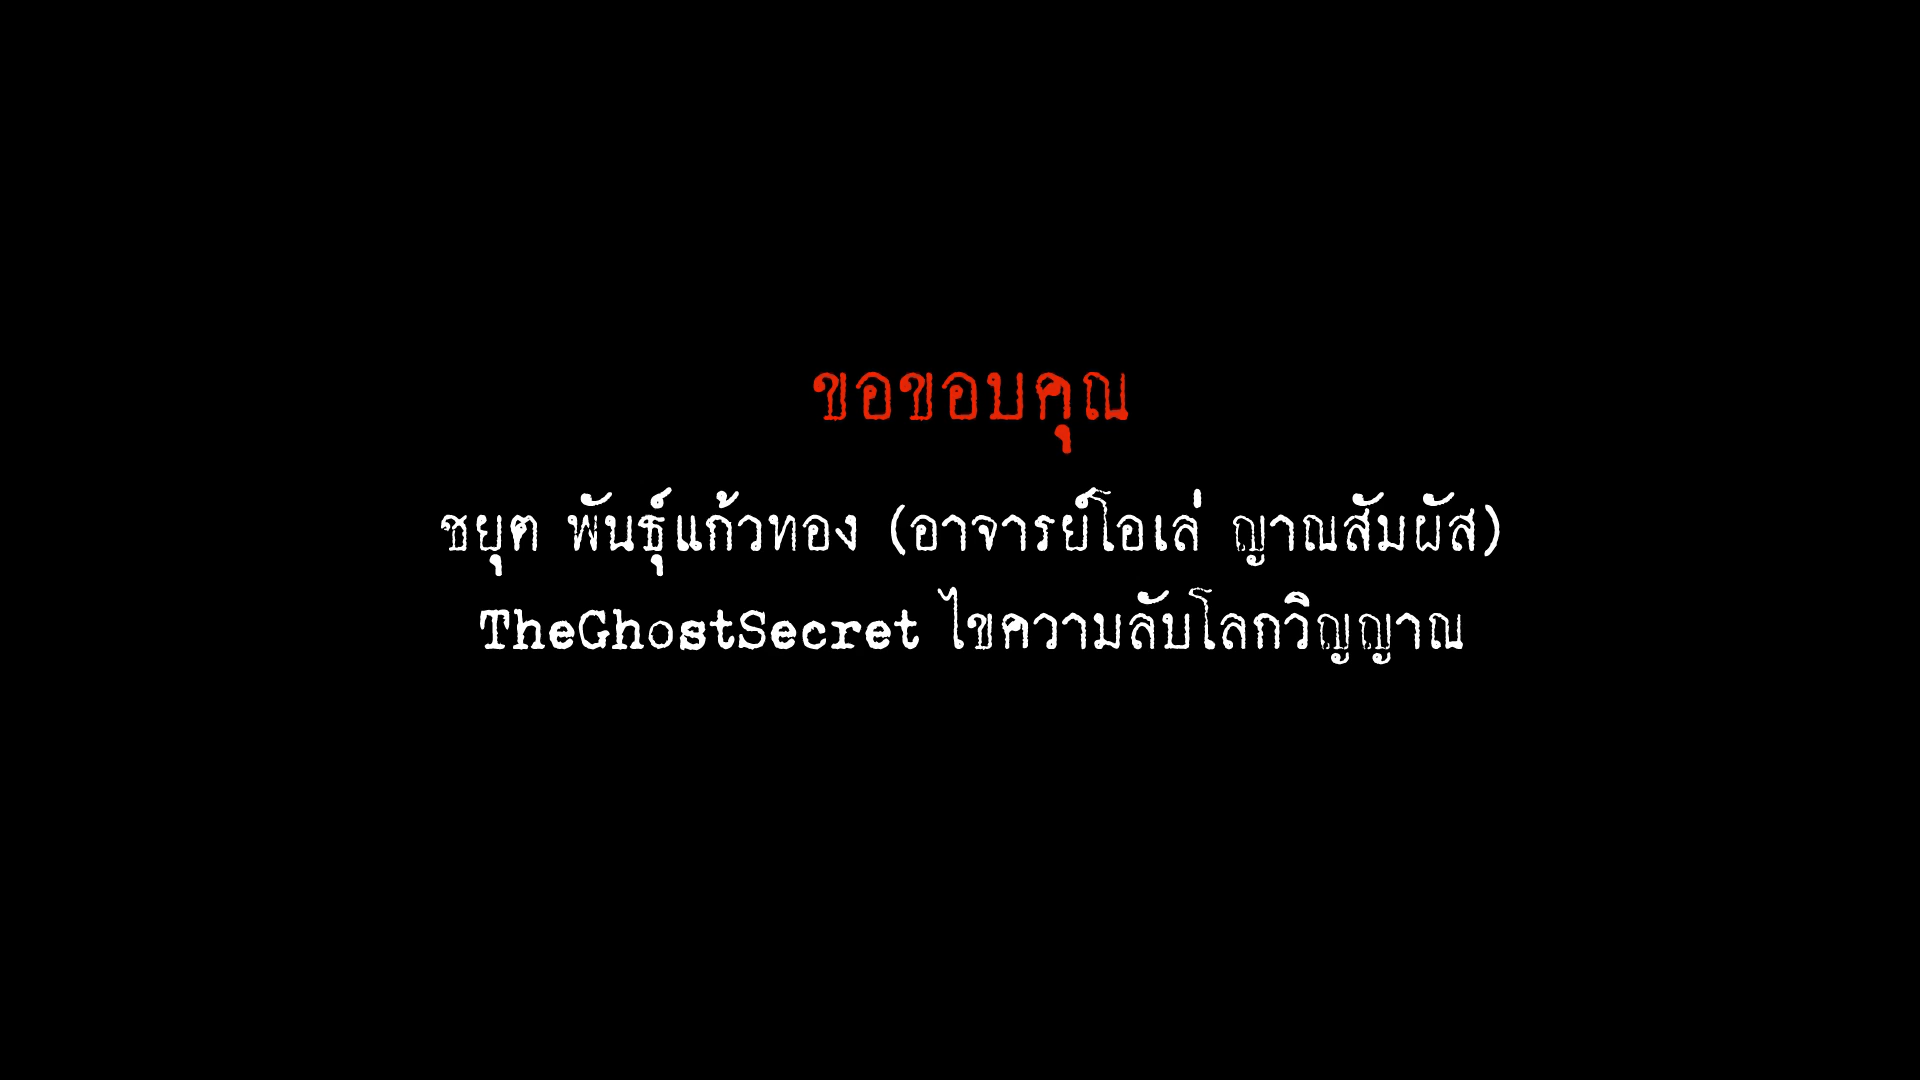 ขอขอบคุณ
ชยุต พันธุ์แก้วทอง (อาจารย์โอเล่ ญาณสัมผัส)
TheGhostSecret ไขความลับโลกวิญญาณ